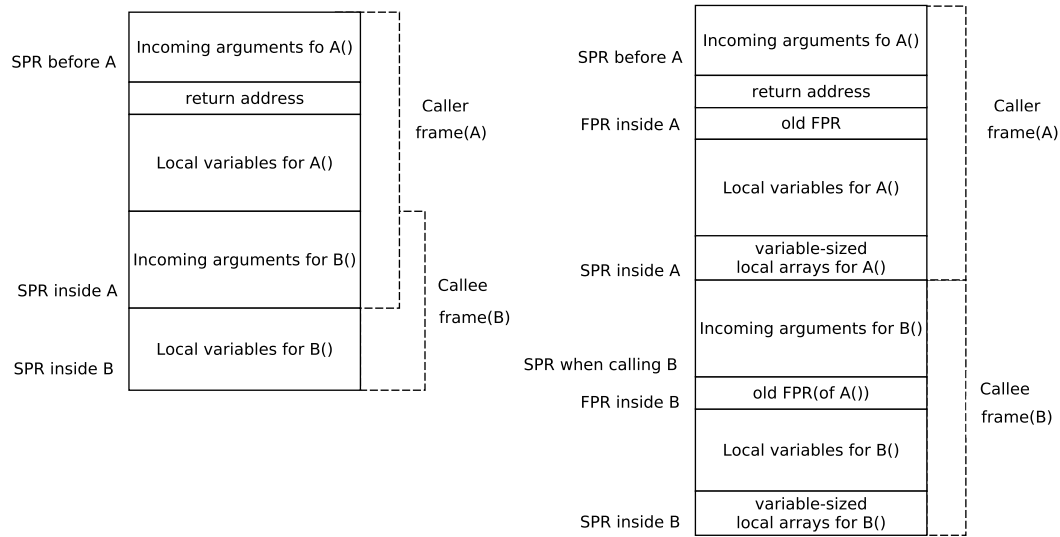 Incoming arguments fo A()
SPR before A
return address
Caller
frame(A)
Local variables for A()
Incoming arguments for B()
SPR inside A
Callee
frame(B)
Local variables for B()
SPR inside B
Incoming arguments fo A()
SPR before A
return address
FPR inside A
old FPR
Caller
frame(A)
Local variables for A()
variable-sized
local arrays for A()
SPR inside A
Incoming arguments for B()
SPR when calling B
old FPR(of A())
FPR inside B
Callee
frame(B)
Local variables for B()
variable-sized
local arrays for B()
SPR inside B